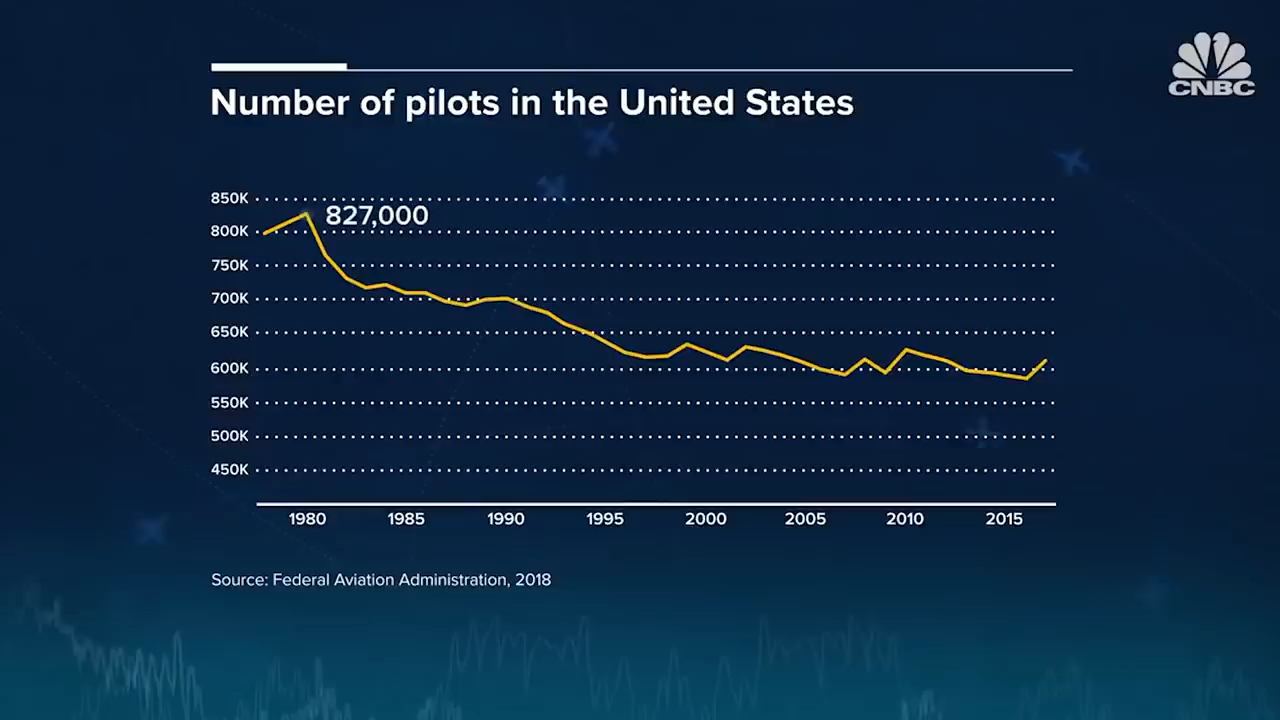 CNBC
Number of pilots in the United States
850K
827,000
800K
750K
700K
650K
600K
550K
500K
450K
1980 1985 1990 1995 2000 2005 2010 2015
Source: Federal Aviation Administration, 2018